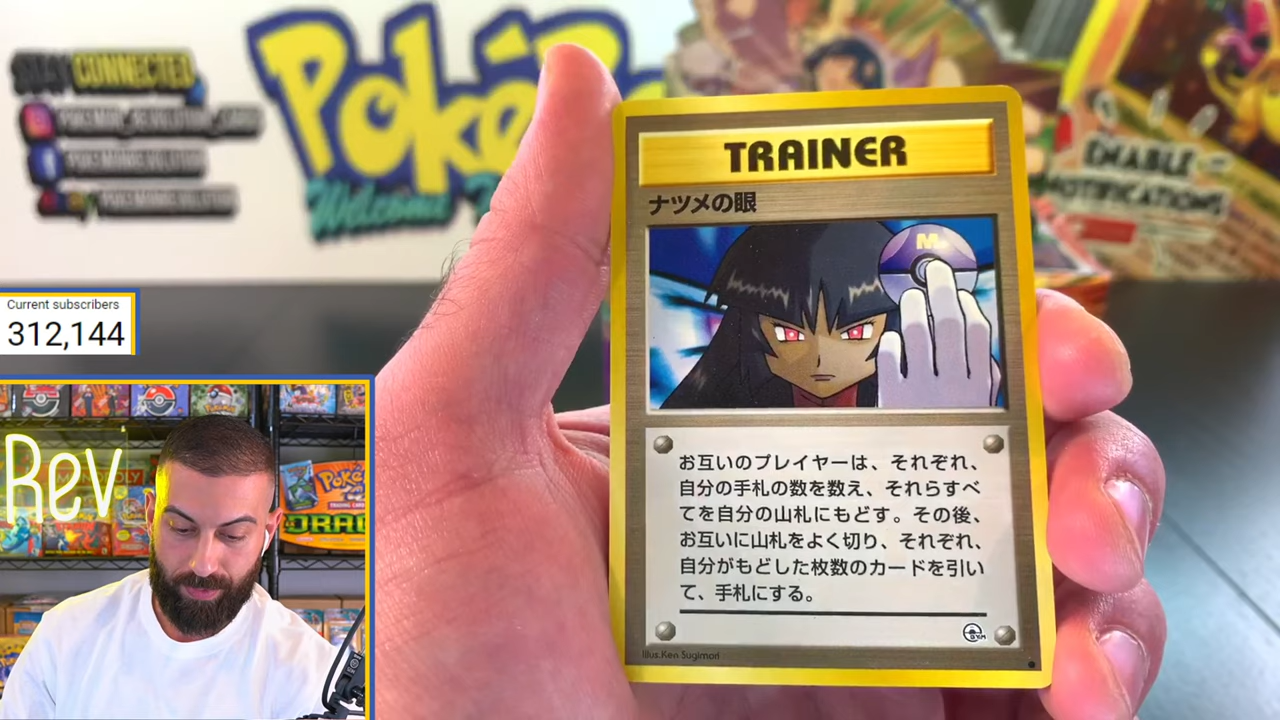 STAY CONNECTED
Poké
Welcome
ENABLE
NOTIFICATIONS
Current subscribers
312,144
Rev
Poké
TRAINER
ナツメの眼
M
お互いのプレイヤーは、それぞれ、
自分の手札の数を数え、それらすべ
てを自分の山札にもどす。その後、
お互いに山札をよく切り、それぞれ、
自分がもどした枚数のカードを引い
て、手札にする。
Illus.Ken Sugimori